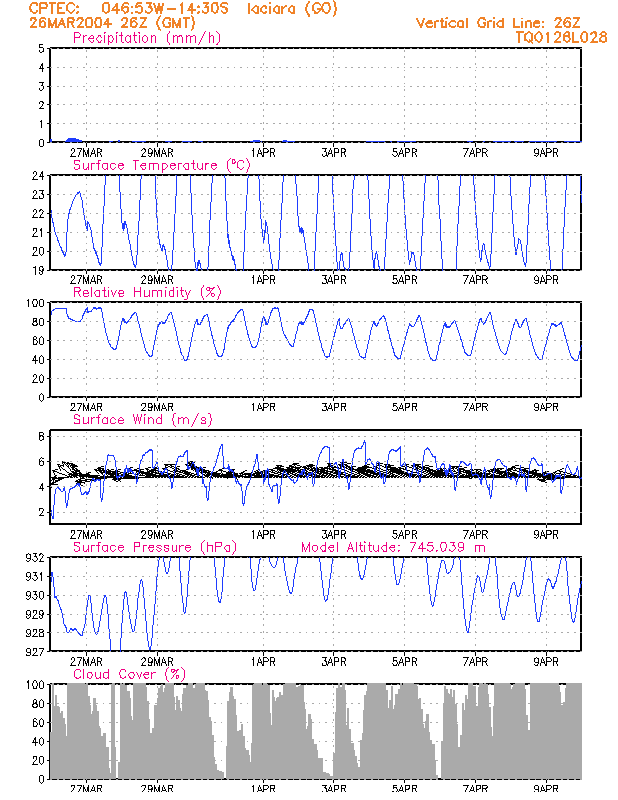 CPTEC: 046:53W-14:30S Iaciara (GO)
26MAR2004 26Z (GMT) Vertical Grid Line: 26Z
Precipitation (mm/h) TQ0126L028
5
4
3
2
1
0
27MAR 29MAR 1APR 3APR 5APR 7APR 9APR
Surface Temperature (ºC)
24
23
22
21
20
19
27MAR 29MAR 1APR 3APR 5APR 7APR 9APR
Relative Humidity (%)
100
80
60
40
20
0
27MAR 29MAR 1APR 3APR 5APR 7APR 9APR
Surface Wind (m/s)
8
6
4
2
27MAR 29MAR 1APR 3APR 5APR 7APR 9APR
Surface Pressure (hPa) Model Altitude: 745.039 m
932
931
930
929
928
927
27MAR 29MAR 1APR 3APR 5APR 7APR 9APR
Cloud Cover (%)
100
80
60
40
20
0
27MAR 29MAR 1APR 3APR 5APR 7APR 9APR